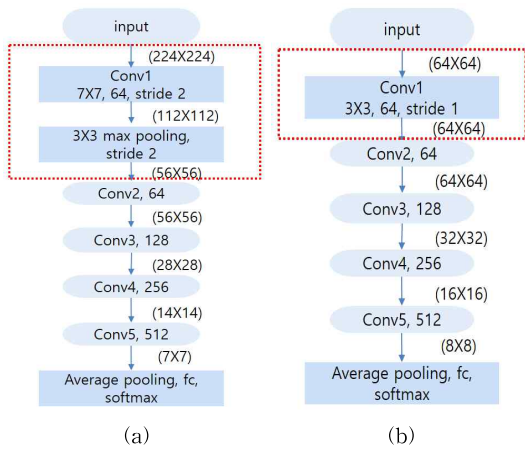 input
(224X224)
Conv1
7X7, 64, stride 2
(112X112)
3X3 max pooling,
stride 2
(56X56)
Conv2, 64
(56X56)
Conv3, 128
(28X28)
Conv4, 256
(14X14)
Conv5, 512
(7X7)
Average pooling, fc,
softmax
(a)
input
(64X64)
Conv1
3X3, 64, stride 1
(64X64)
Conv2, 64
(64X64)
Conv3, 128
(32X32)
Conv4, 256
(16X16)
Conv5, 512
(8X8)
Average pooling, fc,
softmax
(b)